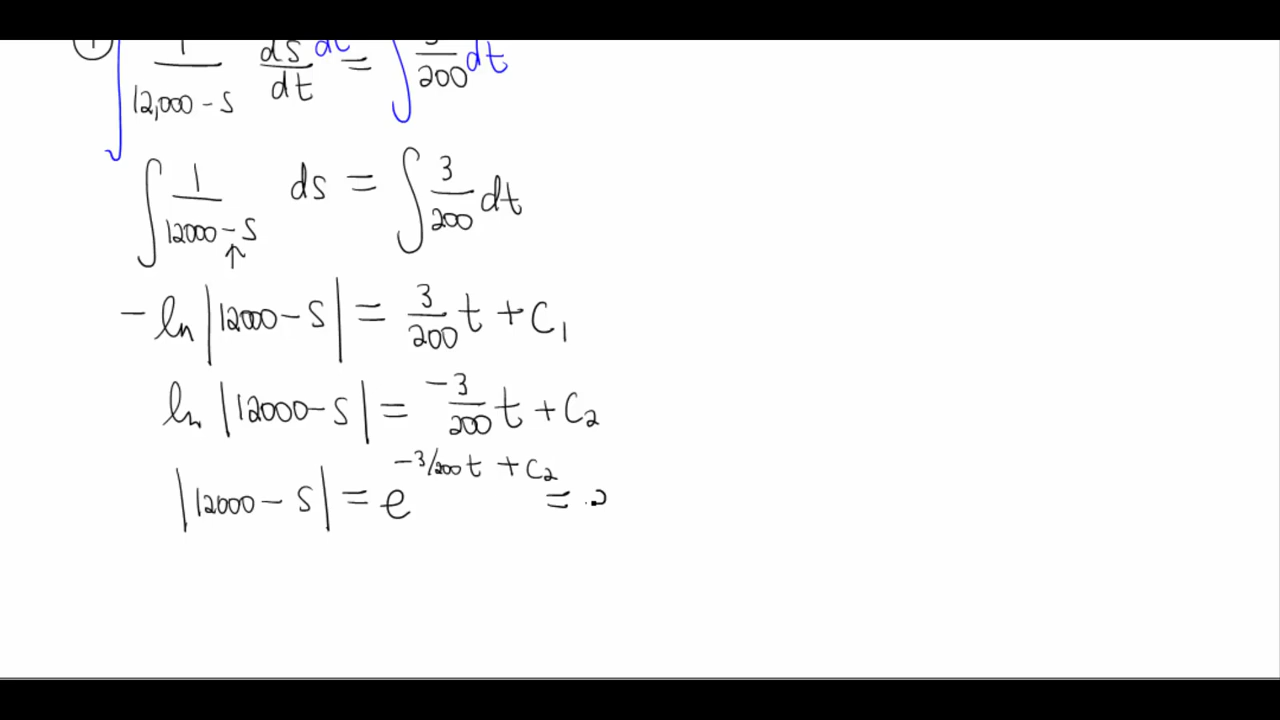 ① ∫ 1/(12,000 - S) dS/dt dt = ∫ 3/200 dt
∫ 1/(12000 - S) ds = ∫ 3/200 dt
↑
- ln |12000 - S| = 3/200 t + C₁
ln |12000 - S| = -3/200 t + C₂
|12000 - S| = e^(-3/200 t + C₂) =